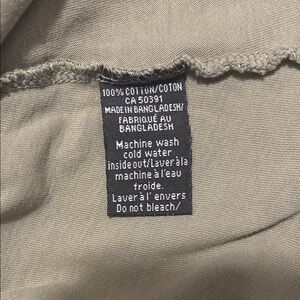 100% COTTON/COTON
CA 50391
MADE IN BANGLADESH/
FABRIQUÉ AU
BANGLADESH
Machine wash
cold water
inside out/Laver à la
machine à l'eau
froide.
Laver à l' envers
Do not bleach/